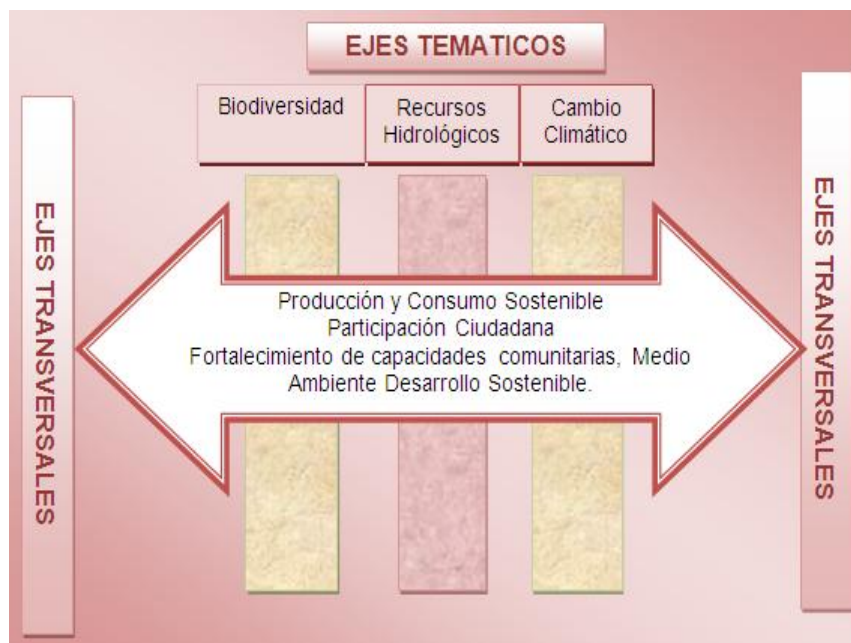 EJES TEMATICOS
Biodiversidad
Recursos
Hidrológicos
Cambio
Climático
EJES TRANSVERSALES
Producción y Consumo Sostenible
Participación Ciudadana
Fortalecimiento de capacidades comunitarias, Medio
Ambiente Desarrollo Sostenible.
EJES TRANSVERSALES